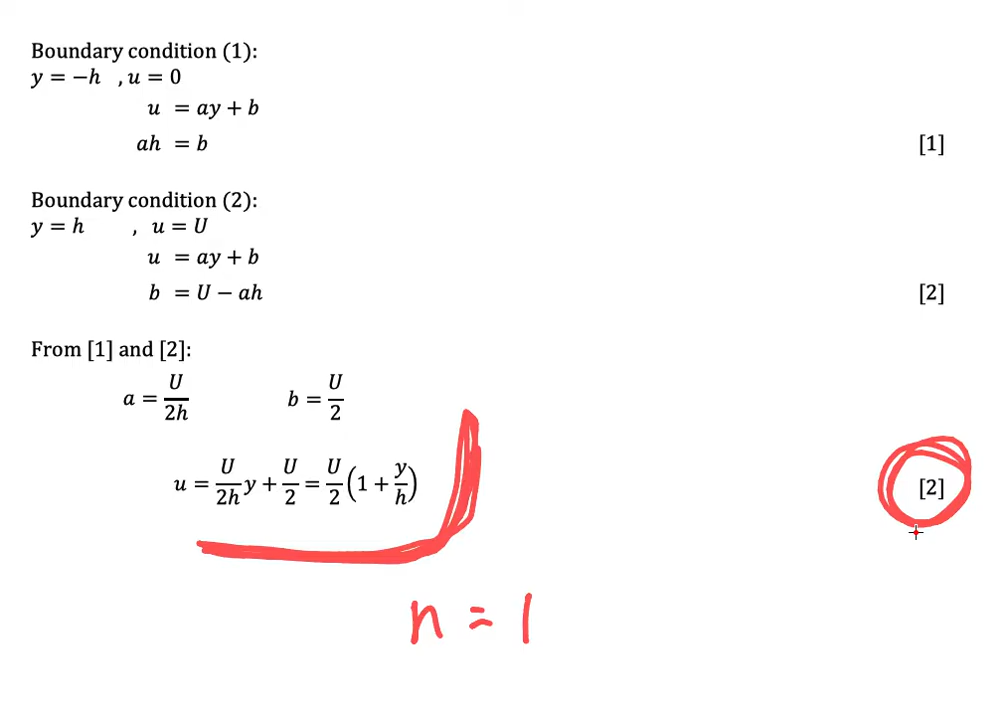 Boundary condition (1):
y = −h , u = 0
u = ay + b
ah = b [1]
Boundary condition (2):
y = h , u = U
u = ay + b
b = U − ah [2]
From [1] and [2]:
a = U/2h b = U/2
u = U/2h y + U/2 = U/2 (1 + y/h) [2]
n = 1